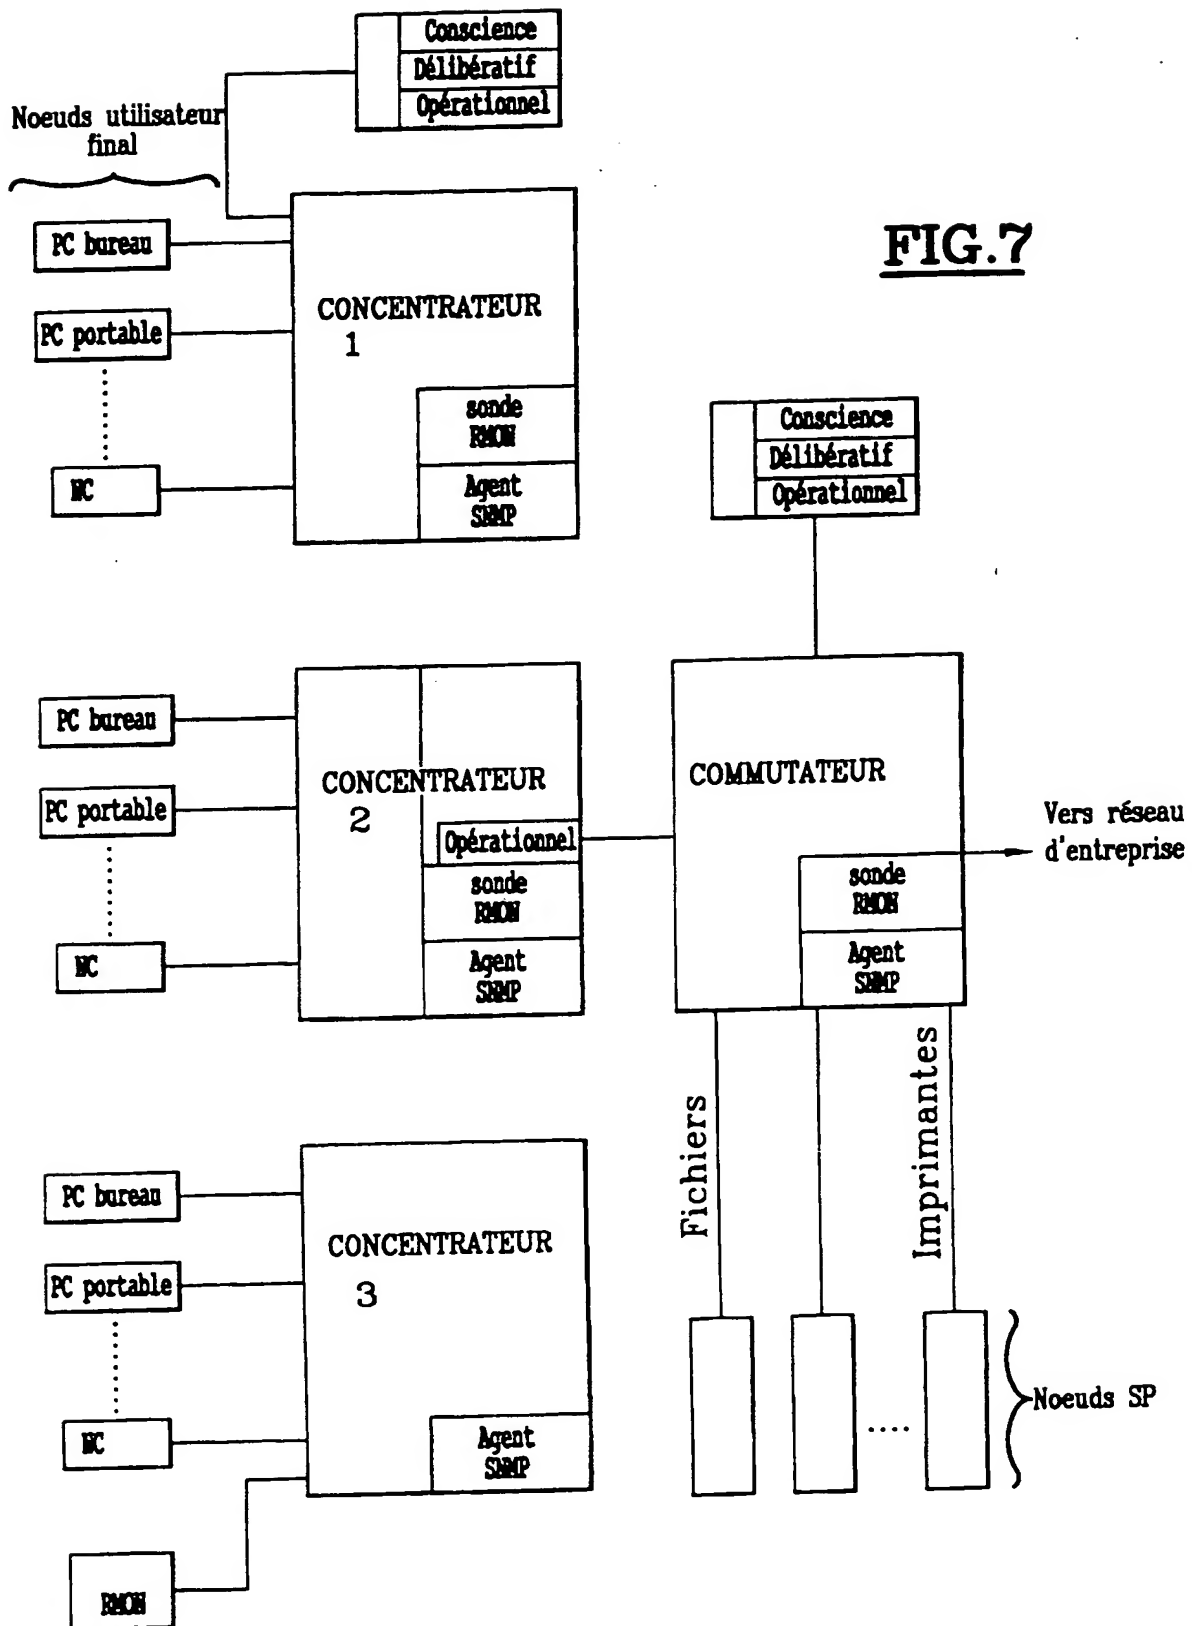 Conscience
Délibératif
Opérationnel
Noeuds utilisateur
final
FIG.7
PC bureau
PC portable
NC
CONCENTRATEUR
1
sonde
RMON
Agent
SNMP
Conscience
Délibératif
Opérationnel
PC bureau
PC portable
NC
CONCENTRATEUR
2
Opérationnel
sonde
RMON
Agent
SNMP
COMMUTATEUR
sonde
RMON
Agent
SNMP
Vers réseau
d'entreprise
Fichiers
Imprimantes
PC bureau
PC portable
NC
CONCENTRATEUR
3
Agent
SNMP
RMON
....
Noeuds SP